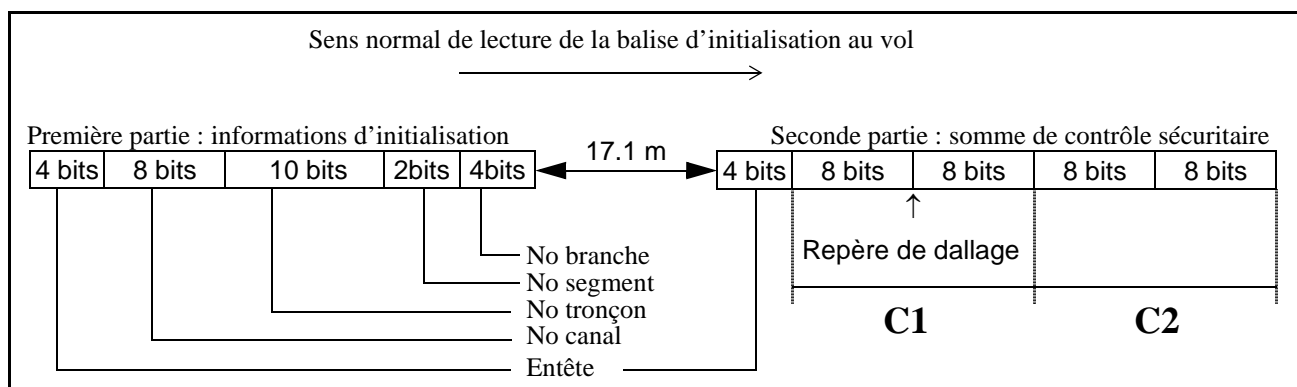 Sens normal de lecture de la balise d’initialisation au vol
Première partie : informations d’initialisation
Seconde partie : somme de contrôle sécuritaire
4 bits 8 bits 10 bits 2bits 4bits 17.1 m 4 bits 8 bits 8 bits 8 bits 8 bits
Repère de dallage
No branche
No segment
No tronçon
No canal
Entête
C1 C2